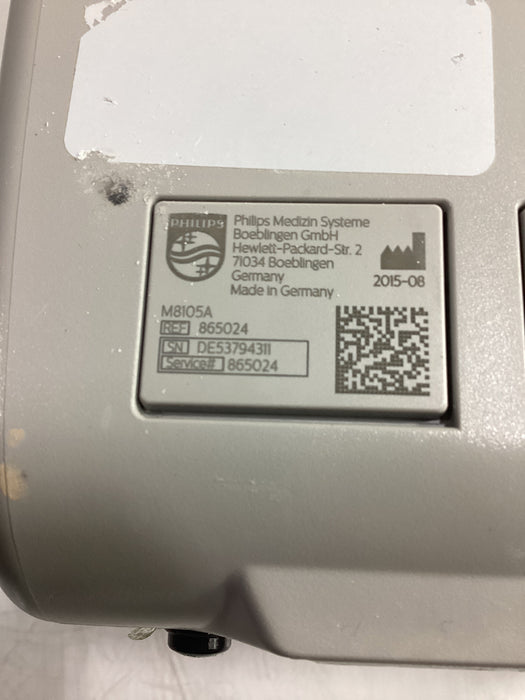 PHILIPS
Philips Medizin Systeme
Boeblingen GmbH
Hewlett-Packard-Str. 2
71034 Boeblingen
Germany
Made in Germany
2015-08
M8105A
REF 865024
SN DE53794311
Service# 865024